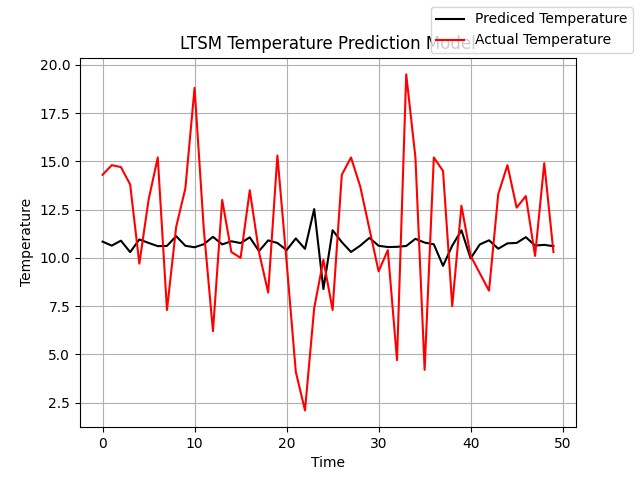 Prediced Temperature
Actual Temperature
LTSM Temperature Prediction Model
20.0
17.5
15.0
12.5
10.0
7.5
5.0
2.5
Temperature
0 10 20 30 40 50
Time